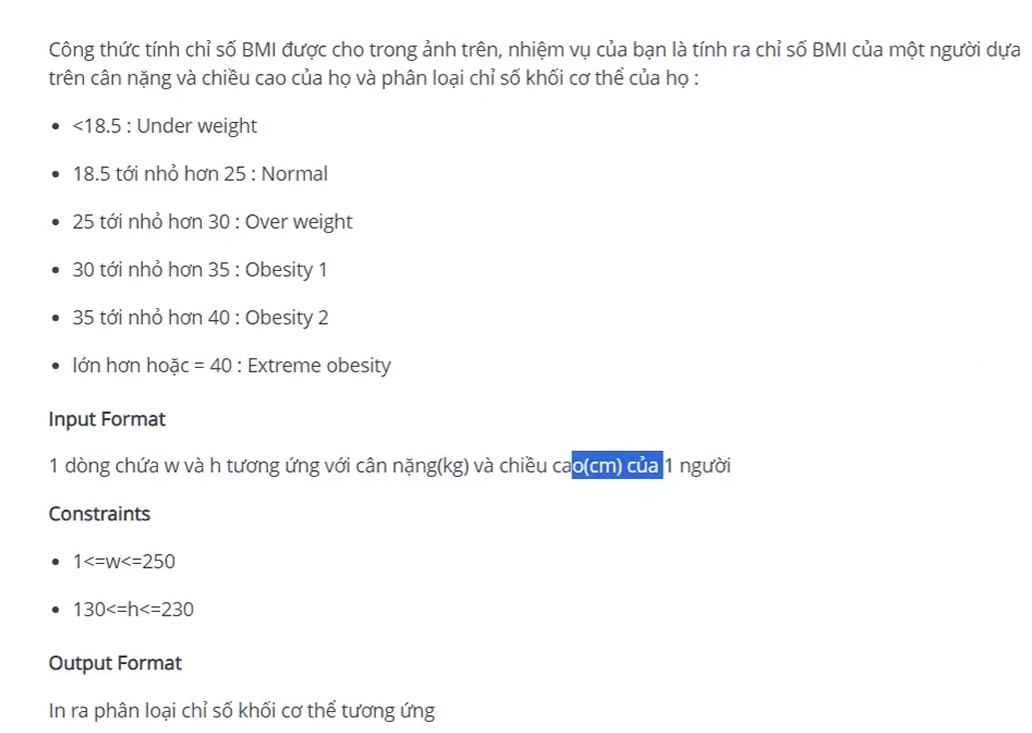 Công thức tính chỉ số BMI được cho trong ảnh trên, nhiệm vụ của bạn là tính ra chỉ số BMI của một người dựa
trên cân nặng và chiều cao của họ và phân loại chỉ số khối cơ thể của họ :
• <18.5 : Under weight
• 18.5 tới nhỏ hơn 25 : Normal
• 25 tới nhỏ hơn 30 : Over weight
• 30 tới nhỏ hơn 35 : Obesity 1
• 35 tới nhỏ hơn 40 : Obesity 2
• lớn hơn hoặc = 40 : Extreme obesity
Input Format
1 dòng chứa w và h tương ứng với cân nặng(kg) và chiều cao(cm) của 1 người
Constraints
• 1<=w<=250
• 130<=h<=230
Output Format
In ra phân loại chỉ số khối cơ thể tương ứng